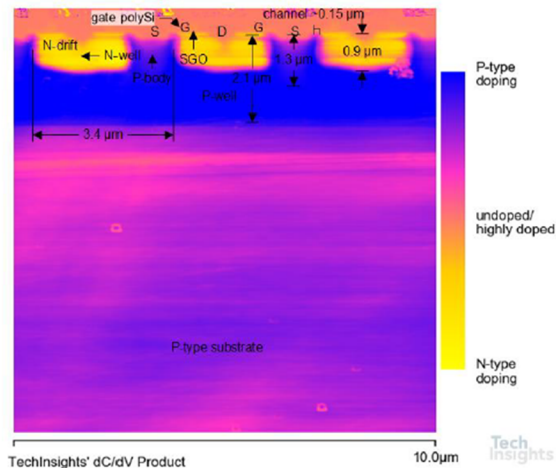 gate polySi
channel ~0.15 µm
S G D G S h
N-drift
N-well
SGO
0.9 µm
1.3 µm
2.1 µm
P-body
P-well
3.4 µm
P-type substrate
P-type
doping
undoped/
highly doped
N-type
doping
TechInsights' dC/dV Product
10.0µm
Tech
Insights